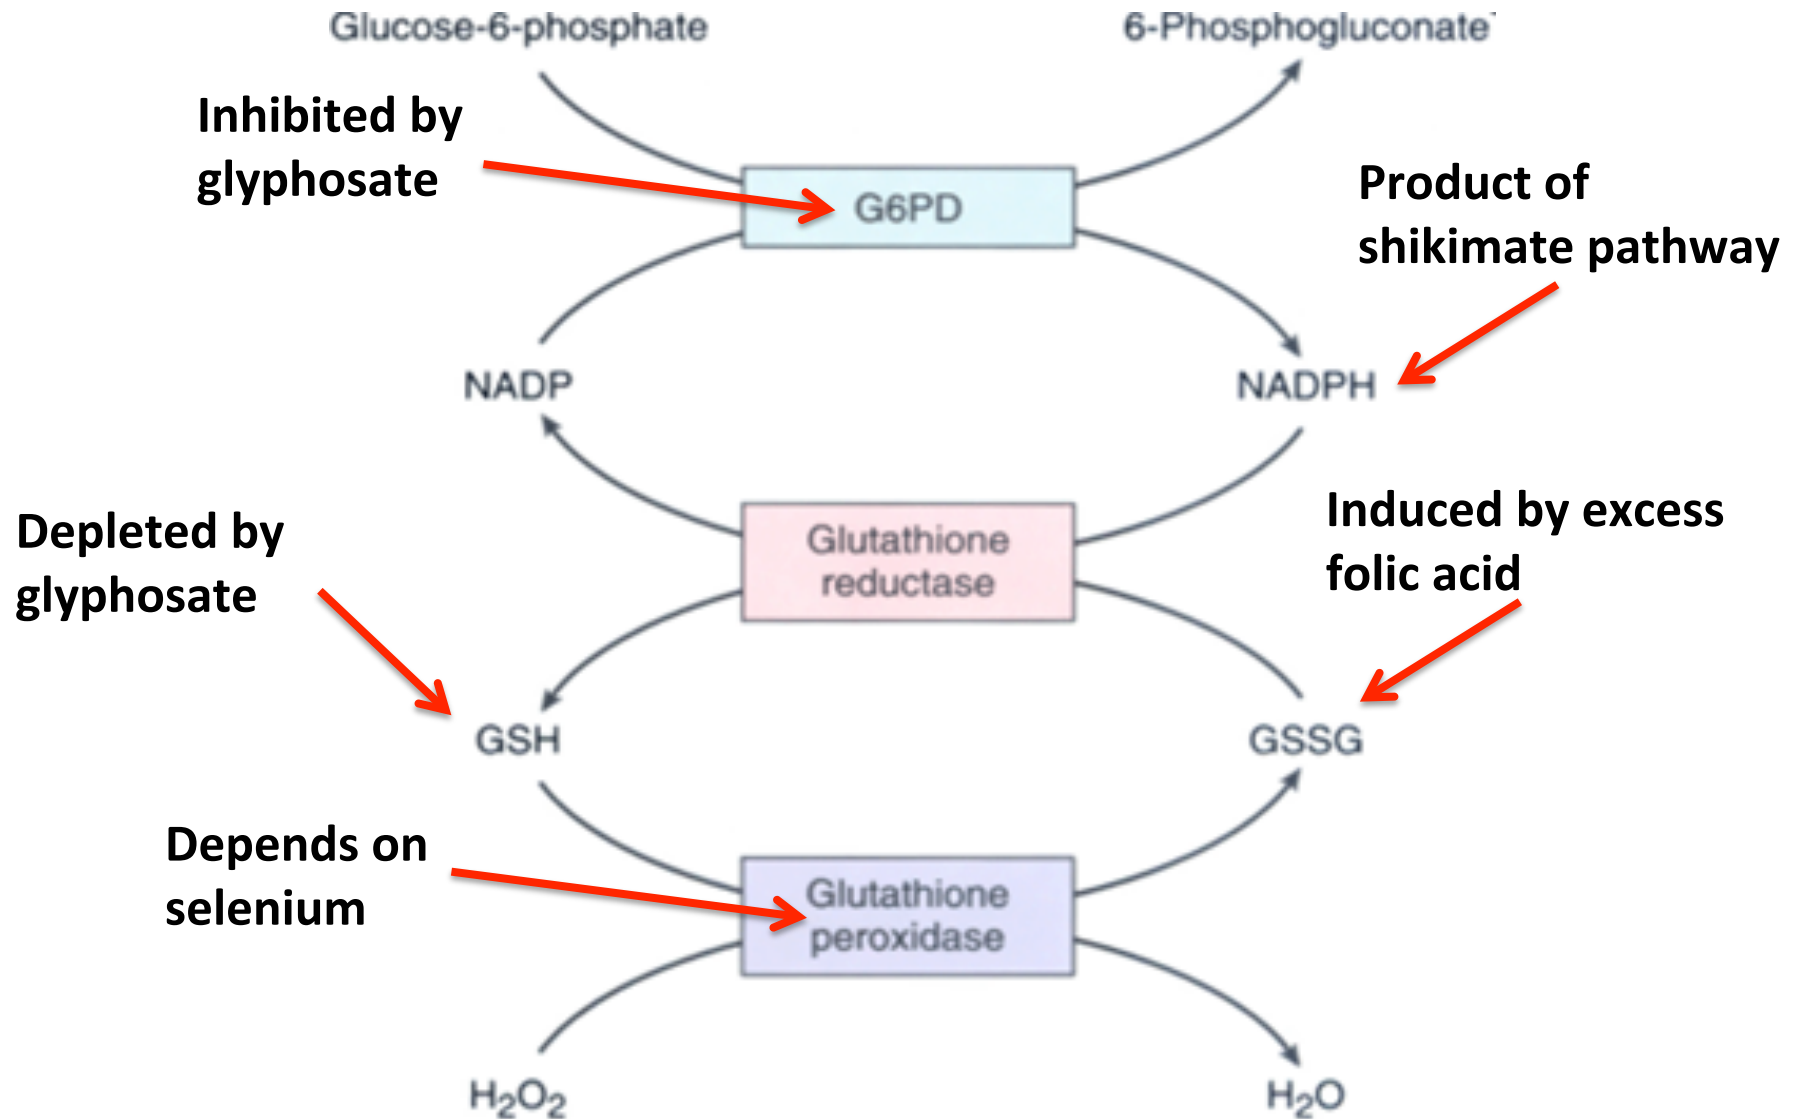 Glucose-6-phosphate
6-Phosphogluconate
Inhibited by
glyphosate
G6PD
Product of
shikimate pathway
NADP
NADPH
Depleted by
glyphosate
Glutathione
reductase
Induced by excess
folic acid
GSH
GSSG
Depends on
selenium
Glutathione
peroxidase
H₂O₂
H₂O